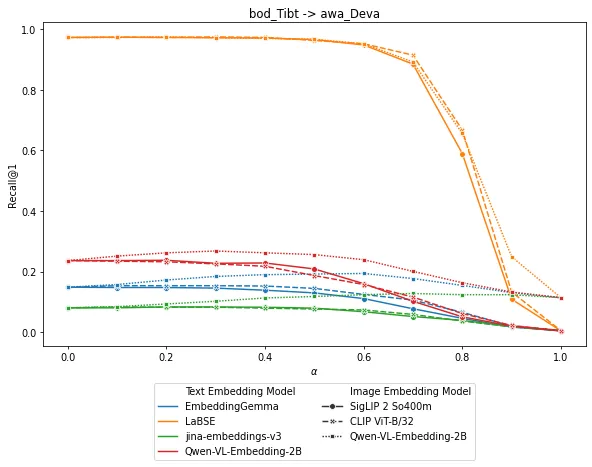 bod_Tibt -> awa_Deva
Recall@1
1.0
0.8
0.6
0.4
0.2
0.0
0.0 0.2 0.4 0.6 0.8 1.0
α
Text Embedding Model
EmbeddingGemma
LaBSE
jina-embeddings-v3
Qwen-VL-Embedding-2B
Image Embedding Model
SigLIP 2 So400m
CLIP ViT-B/32
Qwen-VL-Embedding-2B